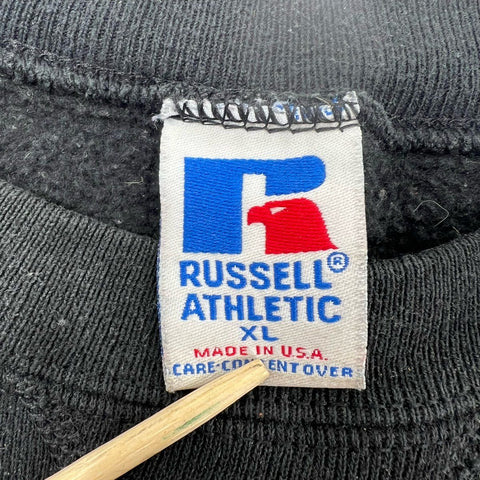 RUSSELL®
ATHLETIC
XL
MADE IN U.S.A.
CARE-CONTENT OVER